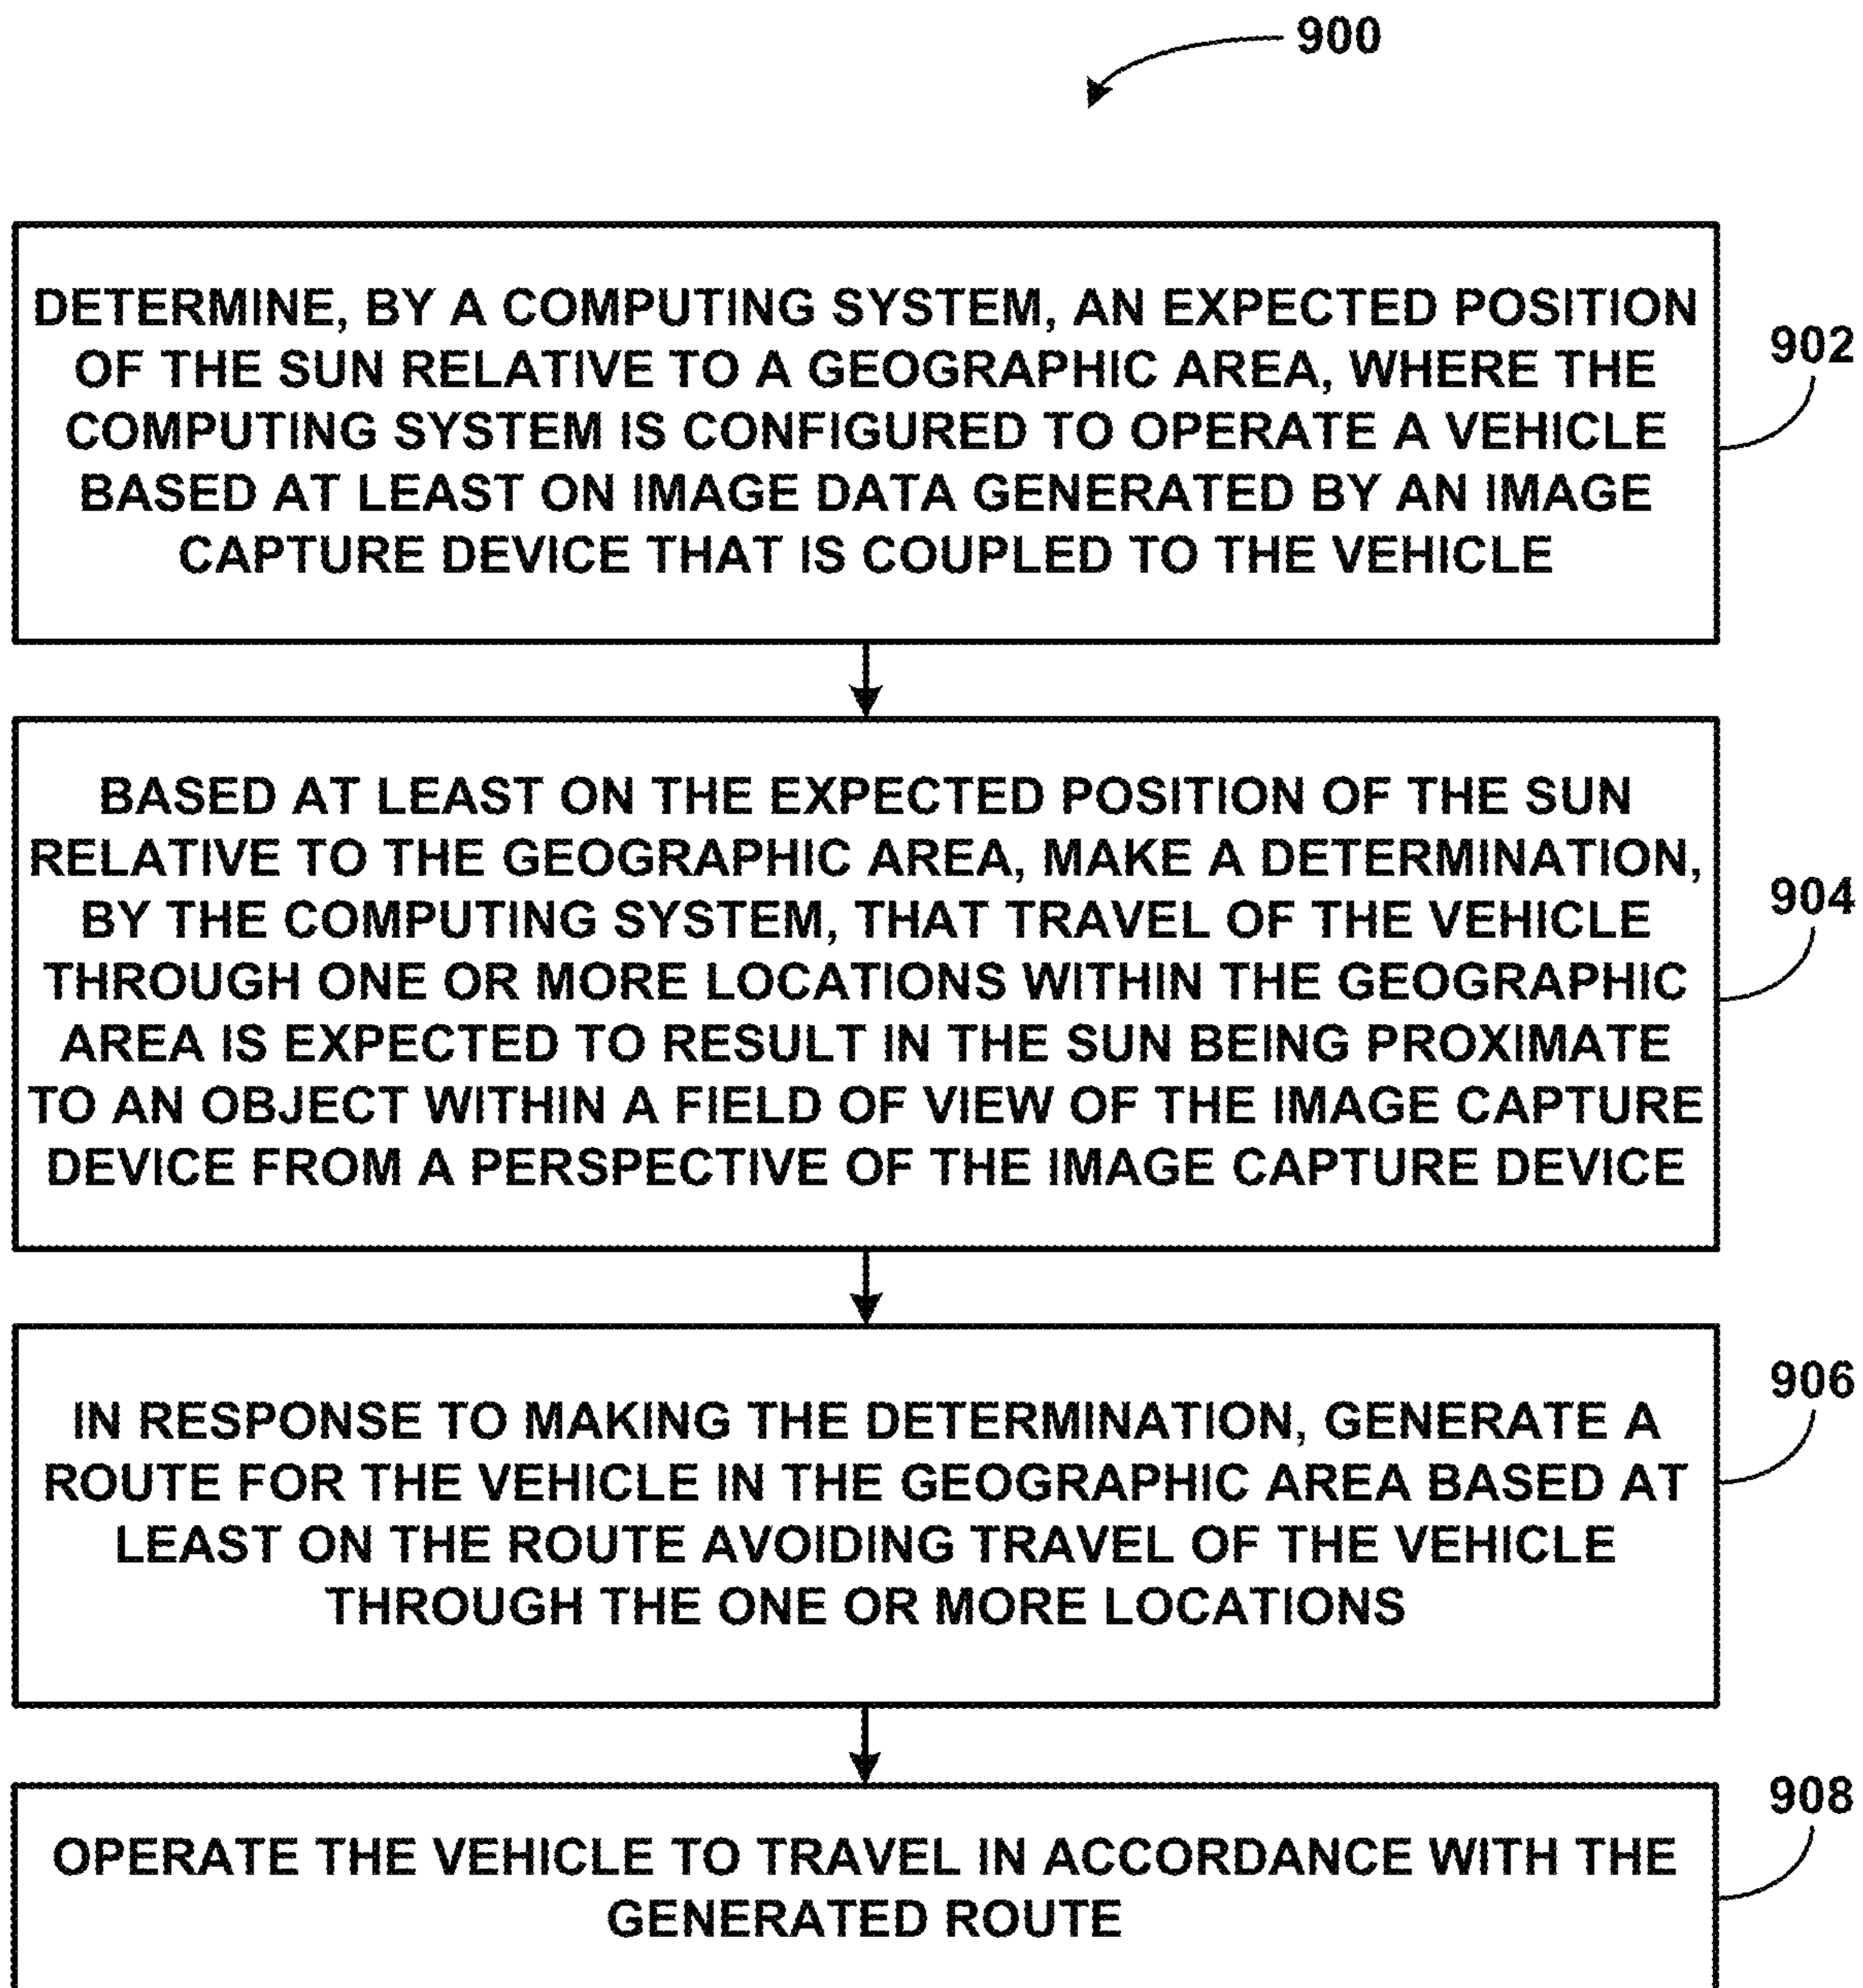 900
DETERMINE, BY A COMPUTING SYSTEM, AN EXPECTED POSITION
OF THE SUN RELATIVE TO A GEOGRAPHIC AREA, WHERE THE
COMPUTING SYSTEM IS CONFIGURED TO OPERATE A VEHICLE
BASED AT LEAST ON IMAGE DATA GENERATED BY AN IMAGE
CAPTURE DEVICE THAT IS COUPLED TO THE VEHICLE
902
BASED AT LEAST ON THE EXPECTED POSITION OF THE SUN
RELATIVE TO THE GEOGRAPHIC AREA, MAKE A DETERMINATION,
BY THE COMPUTING SYSTEM, THAT TRAVEL OF THE VEHICLE
THROUGH ONE OR MORE LOCATIONS WITHIN THE GEOGRAPHIC
AREA IS EXPECTED TO RESULT IN THE SUN BEING PROXIMATE
TO AN OBJECT WITHIN A FIELD OF VIEW OF THE IMAGE CAPTURE
DEVICE FROM A PERSPECTIVE OF THE IMAGE CAPTURE DEVICE
904
IN RESPONSE TO MAKING THE DETERMINATION, GENERATE A
ROUTE FOR THE VEHICLE IN THE GEOGRAPHIC AREA BASED AT
LEAST ON THE ROUTE AVOIDING TRAVEL OF THE VEHICLE
THROUGH THE ONE OR MORE LOCATIONS
906
OPERATE THE VEHICLE TO TRAVEL IN ACCORDANCE WITH THE
GENERATED ROUTE
908